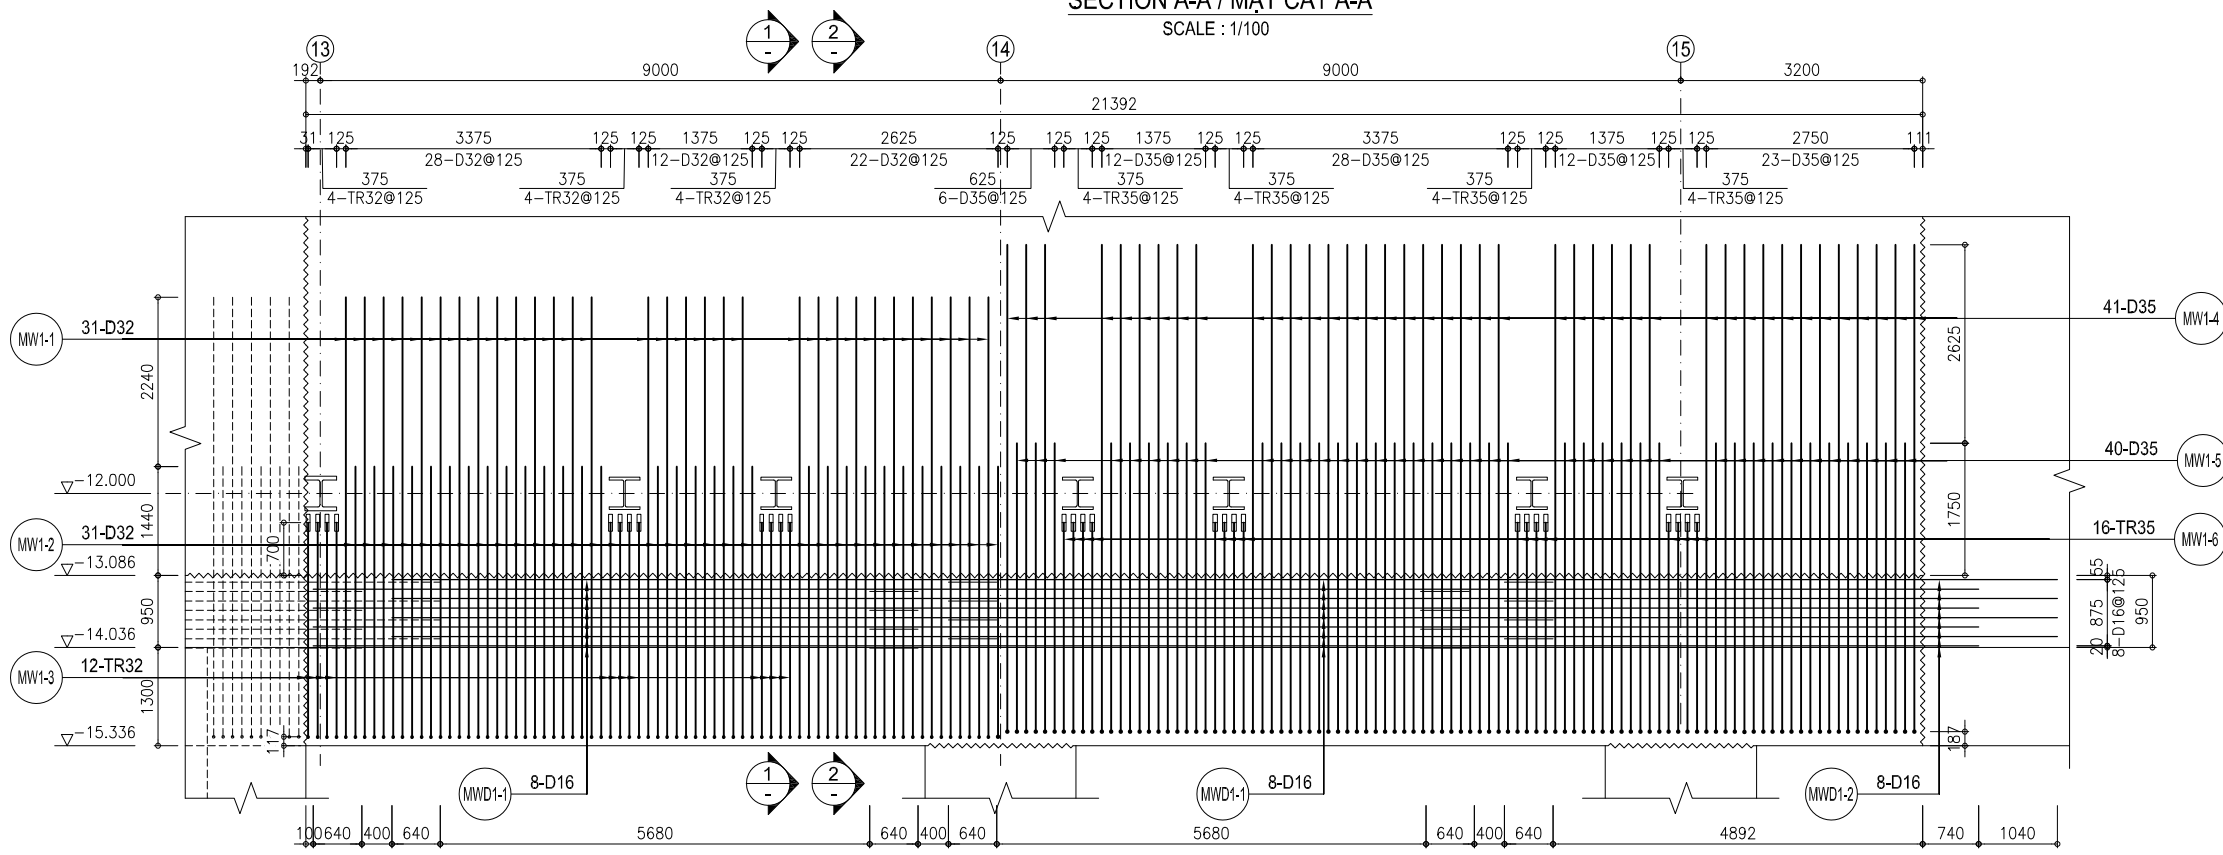 SECTION A-A / MẶT CẮT A-A
SCALE : 1/100
13 1 - 2 - 14 15
192 9000 9000 3200
21392
31 125 3375 125 125 1375 125 125 2625 125 125 125 1375 125 125 3375 125 125 1375 125 125 2750 111
28-D32@125 12-D32@125 22-D32@125 12-D35@125 28-D35@125 12-D35@125 23-D35@125
375 375 375 625 375 375 375 375
4-TR32@125 4-TR32@125 4-TR32@125 6-D35@125 4-TR35@125 4-TR35@125 4-TR35@125 4-TR35@125
MW1-1 31-D32
41-D35 MW1-4
2240
2625
40-D35 MW1-5
-12.000
1440
1750
MW1-2 31-D32
700
16-TR35 MW1-6
-13.086
950
55
20 875
8-D16@125
950
-14.036
MW1-3 12-TR32
1300
-15.336
117
187
MWD1-1 8-D16
1 - 2 -
MWD1-1 8-D16
MWD1-2 8-D16
100 640 400 640 5680 640 400 640 5680 640 400 640 4892 740 1040